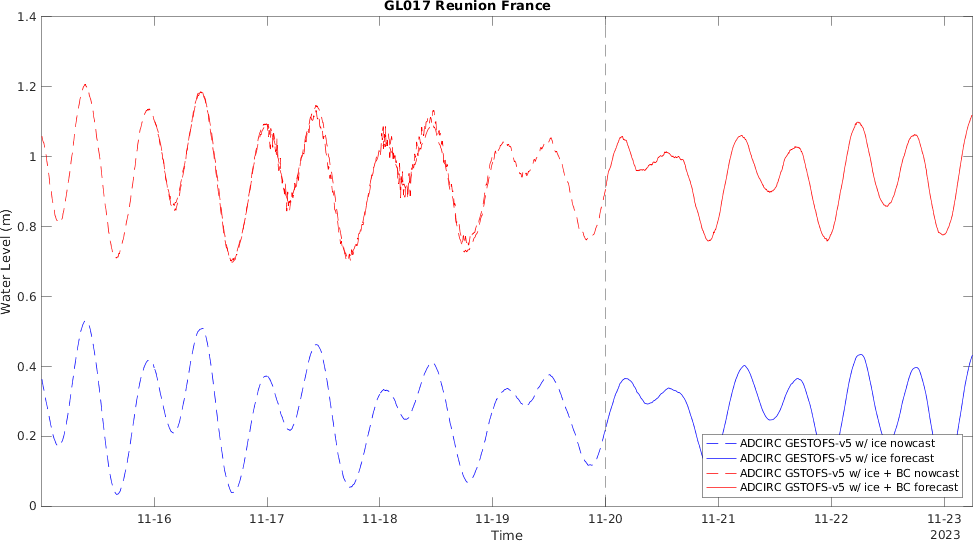 GL017 Reunion France
1.4
1.2
1
0.8
0.6
0.4
0.2
0
Water Level (m)
11-16
11-17
11-18
11-19
11-20
11-21
11-22
11-23
2023
Time
ADCIRC GESTOFS-v5 w/ ice nowcast
ADCIRC GESTOFS-v5 w/ ice forecast
ADCIRC GSTOFS-v5 w/ ice + BC nowcast
ADCIRC GSTOFS-v5 w/ ice + BC forecast